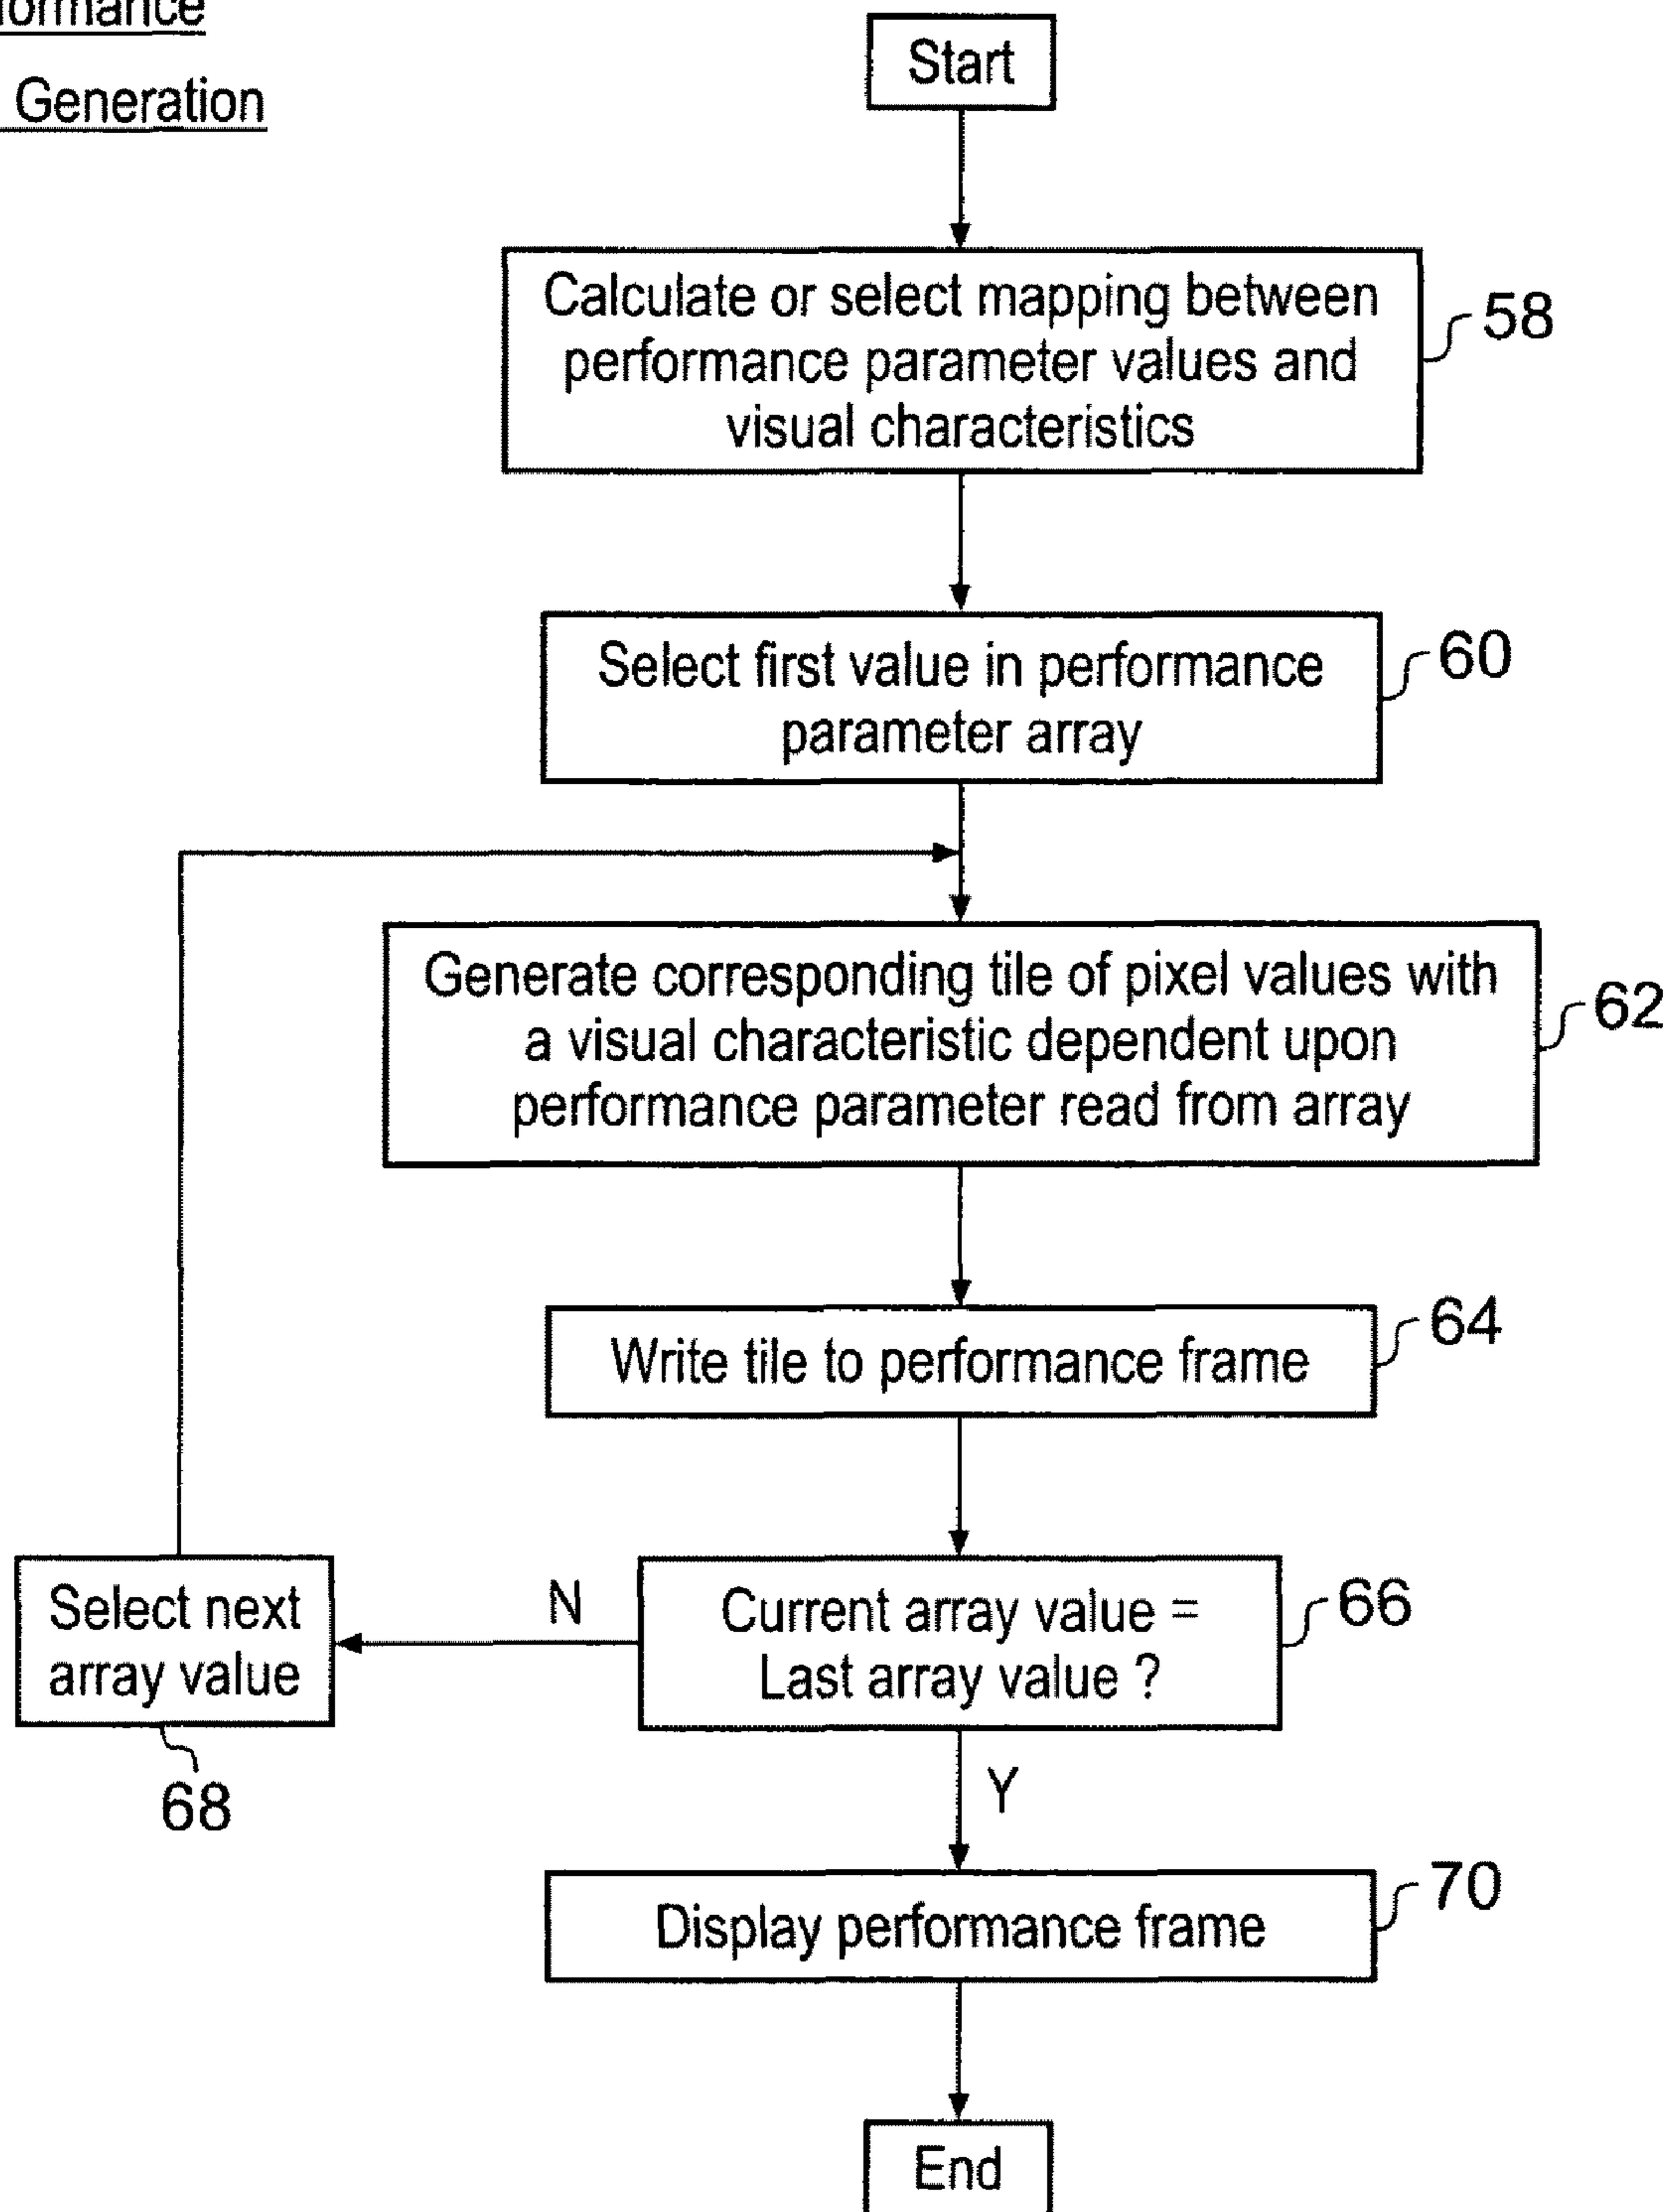 Generation
Start
Calculate or select mapping between
performance parameter values and
visual characteristics
58
Select first value in performance
parameter array
60
Generate corresponding tile of pixel values with
a visual characteristic dependent upon
performance parameter read from array
62
Write tile to performance frame
64
Current array value =
Last array value ?
66
N
Select next
array value
68
Y
Display performance frame
70
End